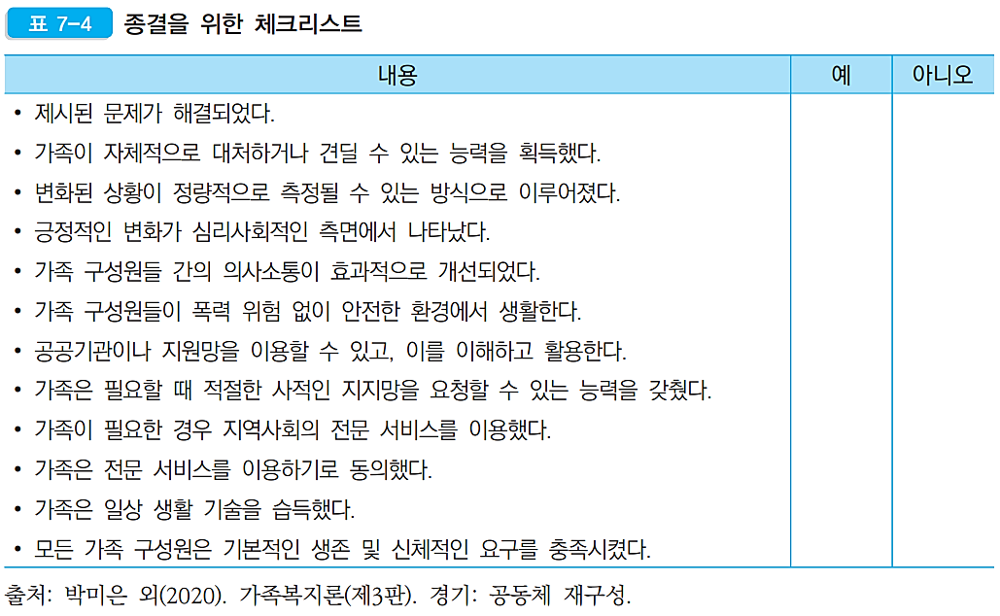 표 7-4 종결을 위한 체크리스트
내용 예 아니오
• 제시된 문제가 해결되었다.
• 가족이 자체적으로 대처하거나 견딜 수 있는 능력을 획득했다.
• 변화된 상황이 정량적으로 측정될 수 있는 방식으로 이루어졌다.
• 긍정적인 변화가 심리사회적인 측면에서 나타났다.
• 가족 구성원들 간의 의사소통이 효과적으로 개선되었다.
• 가족 구성원들이 폭력 위험 없이 안전한 환경에서 생활한다.
• 공공기관이나 지원망을 이용할 수 있고, 이를 이해하고 활용한다.
• 가족은 필요할 때 적절한 사적인 지지망을 요청할 수 있는 능력을 갖췄다.
• 가족이 필요한 경우 지역사회의 전문 서비스를 이용했다.
• 가족은 전문 서비스를 이용하기로 동의했다.
• 가족은 일상 생활 기술을 습득했다.
• 모든 가족 구성원은 기본적인 생존 및 신체적인 요구를 충족시켰다.
출처: 박미은 외(2020). 가족복지론(제3판). 경기: 공동체 재구성.